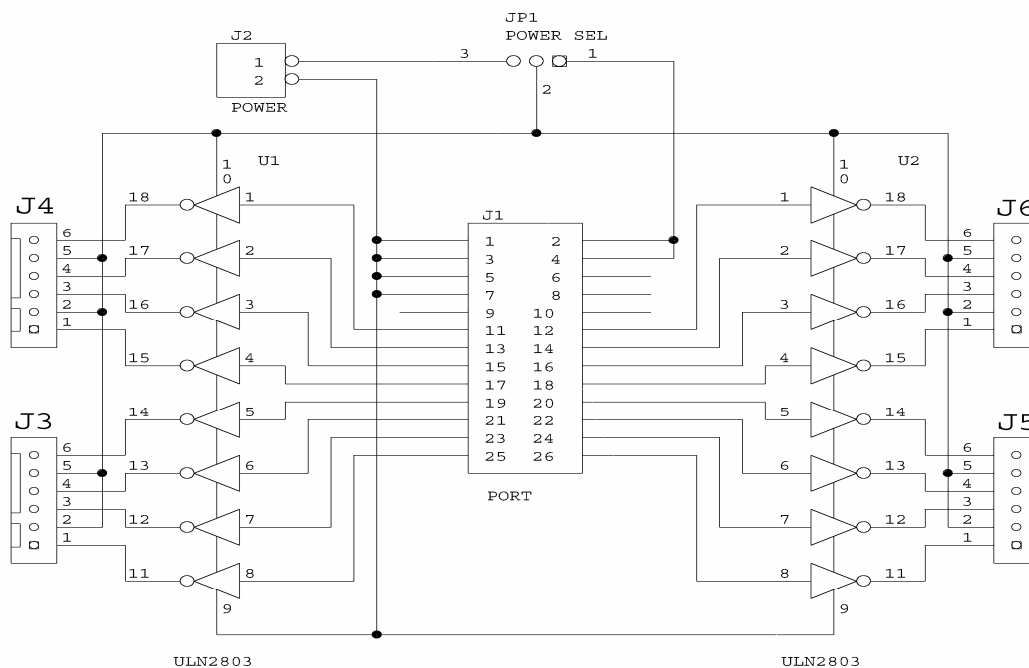 JP1
J2
POWER SEL
3 1
1
2
2
POWER
U1 U2
1 1
0 0
J4 J6
18 1 1 18
J1
6 1 2 6
5 17 2 3 4 2 17 5
4 5 6 4
3 7 8 3
2 16 3 9 10 3 16 2
1 11 12 1
13 14
15 4 15 16 4 15
17 18
19 20
14 5 21 22 5 14
J3 J5
23 24
6 25 26 6
5 13 6 6 13 5
4 4
PORT
3 3
2 12 7 7 12 2
1 1
11 8 8 11
9 9
ULN2803 ULN2803